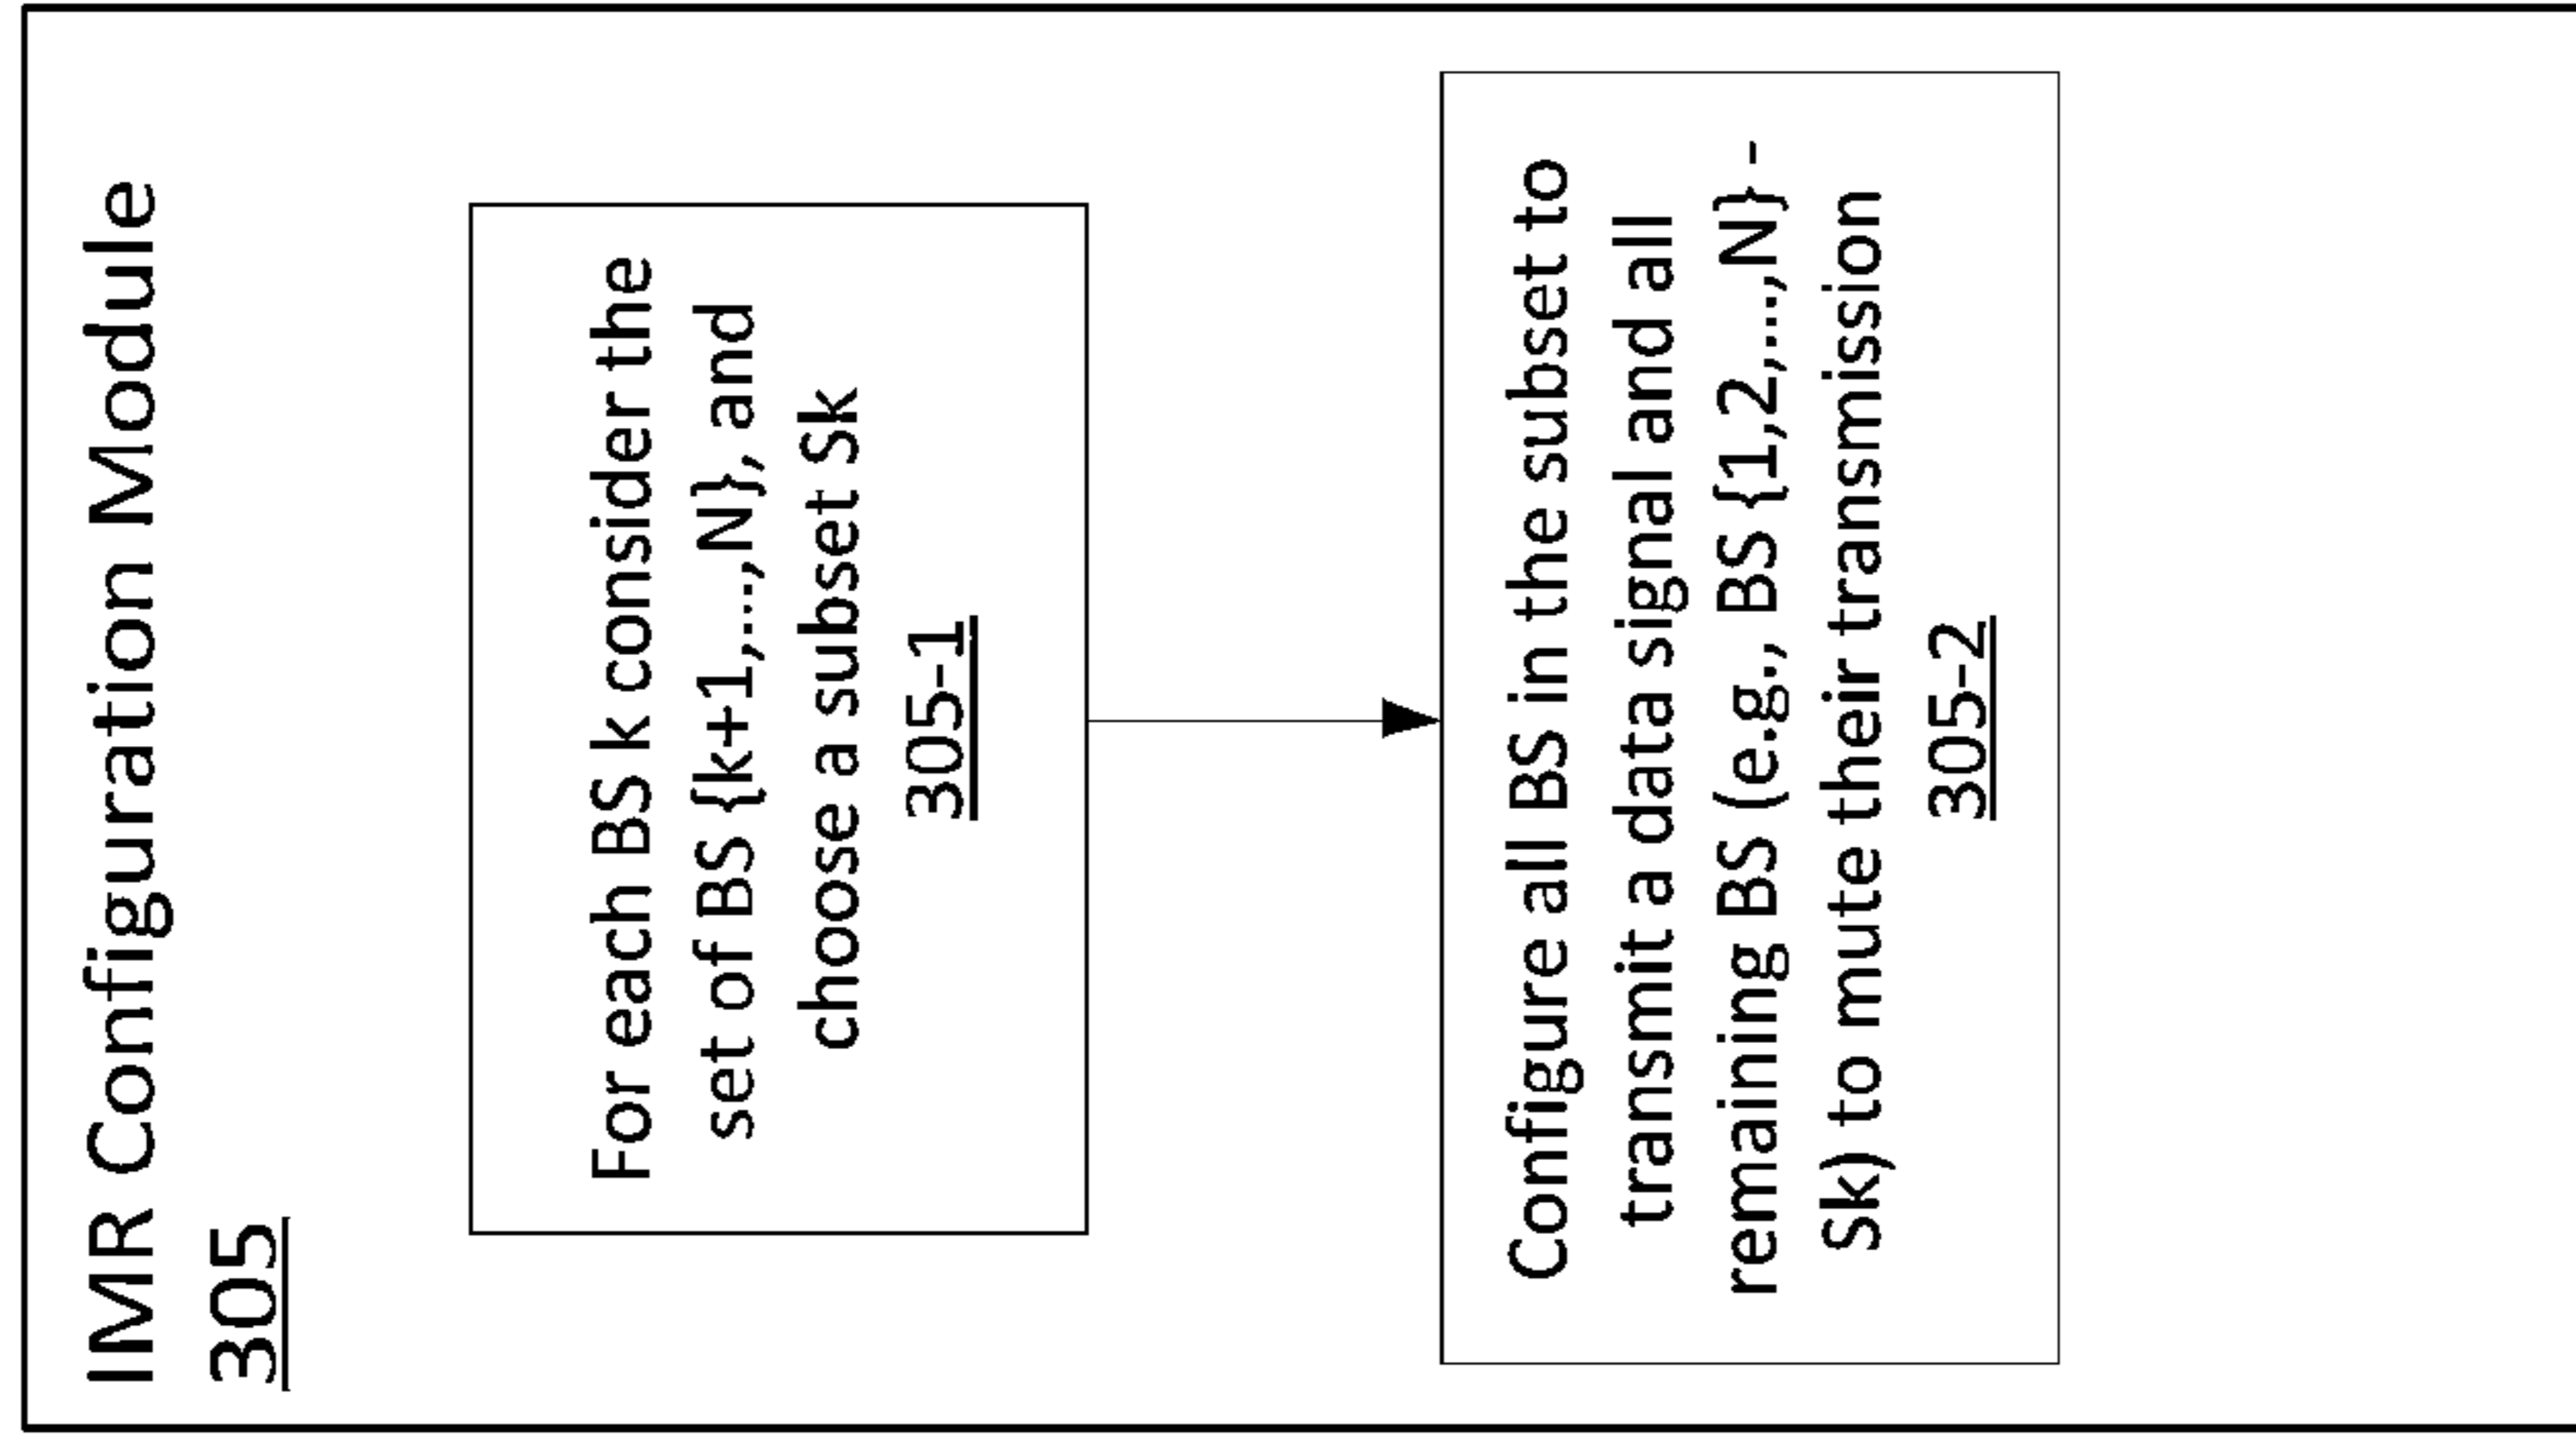 IMR Configuration Module
305
For each BS k consider the
set of BS {k+1,...,N}, and
choose a subset Sk
305-1
Configure all BS in the subset to
transmit a data signal and all
remaining BS (e.g., BS {1,2,...,N} -
Sk) to mute their transmission
305-2